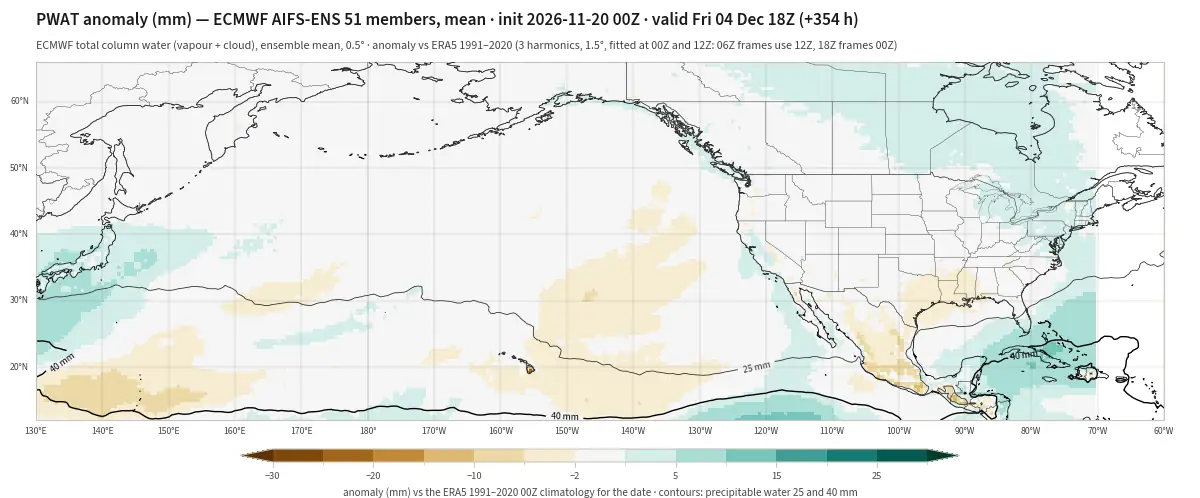 PWAT anomaly (mm) — ECMWF AIFS-ENS 51 members, mean · init 2026-11-20 00Z · valid Fri 04 Dec 18Z (+354 h)
ECMWF total column water (vapour + cloud), ensemble mean, 0.5° · anomaly vs ERA5 1991–2020 (3 harmonics, 1.5°, fitted at 00Z and 12Z: 06Z frames use 12Z, 18Z frames 00Z)
60°N
50°N
40°N
30°N
20°N
40 mm
25 mm
40 mm
40 mm
130°E 140°E 150°E 160°E 170°E 180° 170°W 160°W 150°W 140°W 130°W 120°W 110°W 100°W 90°W 80°W 70°W 60°W
−30 −20 −10 −2 5 15 25
anomaly (mm) vs the ERA5 1991–2020 00Z climatology for the date · contours: precipitable water 25 and 40 mm